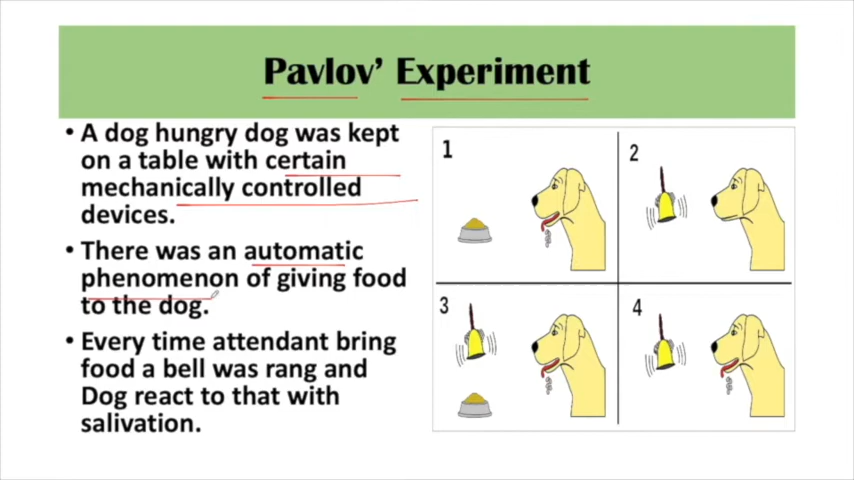 Pavlov’ Experiment
• A dog hungry dog was kept
on a table with certain
mechanically controlled
devices.
• There was an automatic
phenomenon of giving food
to the dog.
• Every time attendant bring
food a bell was rang and
Dog react to that with
salivation.
1
2
3
4